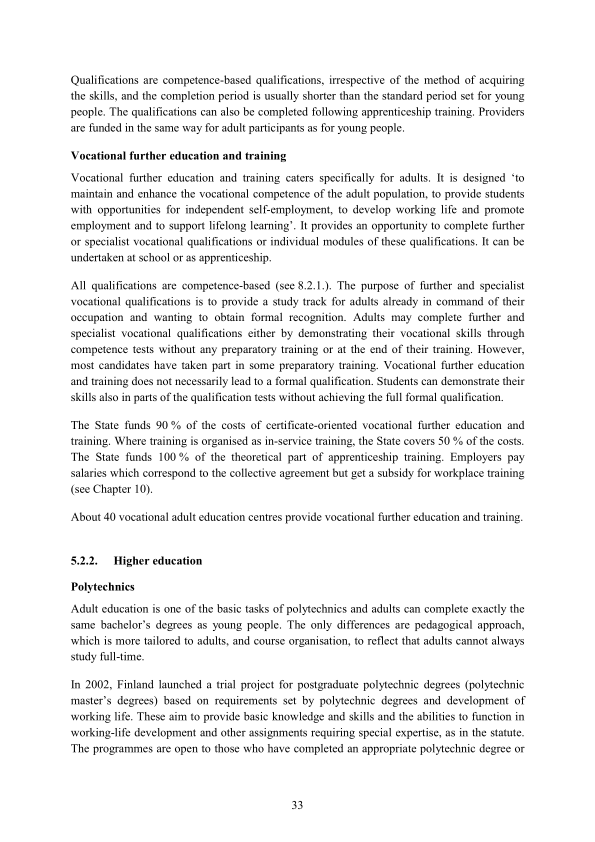 Qualifications are competence-based qualifications, irrespective of the method of acquiring
the skills, and the completion period is usually shorter than the standard period set for young
people. The qualifications can also be completed following apprenticeship training. Providers
are funded in the same way for adult participants as for young people.
Vocational further education and training
Vocational further education and training caters specifically for adults. It is designed ‘to
maintain and enhance the vocational competence of the adult population, to provide students
with opportunities for independent self-employment, to develop working life and promote
employment and to support lifelong learning’. It provides an opportunity to complete further
or specialist vocational qualifications or individual modules of these qualifications. It can be
undertaken at school or as apprenticeship.
All qualifications are competence-based (see 8.2.1.). The purpose of further and specialist
vocational qualifications is to provide a study track for adults already in command of their
occupation and wanting to obtain formal recognition. Adults may complete further and
specialist vocational qualifications either by demonstrating their vocational skills through
competence tests without any preparatory training or at the end of their training. However,
most candidates have taken part in some preparatory training. Vocational further education
and training does not necessarily lead to a formal qualification. Students can demonstrate their
skills also in parts of the qualification tests without achieving the full formal qualification.
The State funds 90 % of the costs of certificate-oriented vocational further education and
training. Where training is organised as in-service training, the State covers 50 % of the costs.
The State funds 100 % of the theoretical part of apprenticeship training. Employers pay
salaries which correspond to the collective agreement but get a subsidy for workplace training
(see Chapter 10).
About 40 vocational adult education centres provide vocational further education and training.
5.2.2. Higher education
Polytechnics
Adult education is one of the basic tasks of polytechnics and adults can complete exactly the
same bachelor’s degrees as young people. The only differences are pedagogical approach,
which is more tailored to adults, and course organisation, to reflect that adults cannot always
study full-time.
In 2002, Finland launched a trial project for postgraduate polytechnic degrees (polytechnic
master’s degrees) based on requirements set by polytechnic degrees and development of
working life. These aim to provide basic knowledge and skills and the abilities to function in
working-life development and other assignments requiring special expertise, as in the statute.
The programmes are open to those who have completed an appropriate polytechnic degree or
33